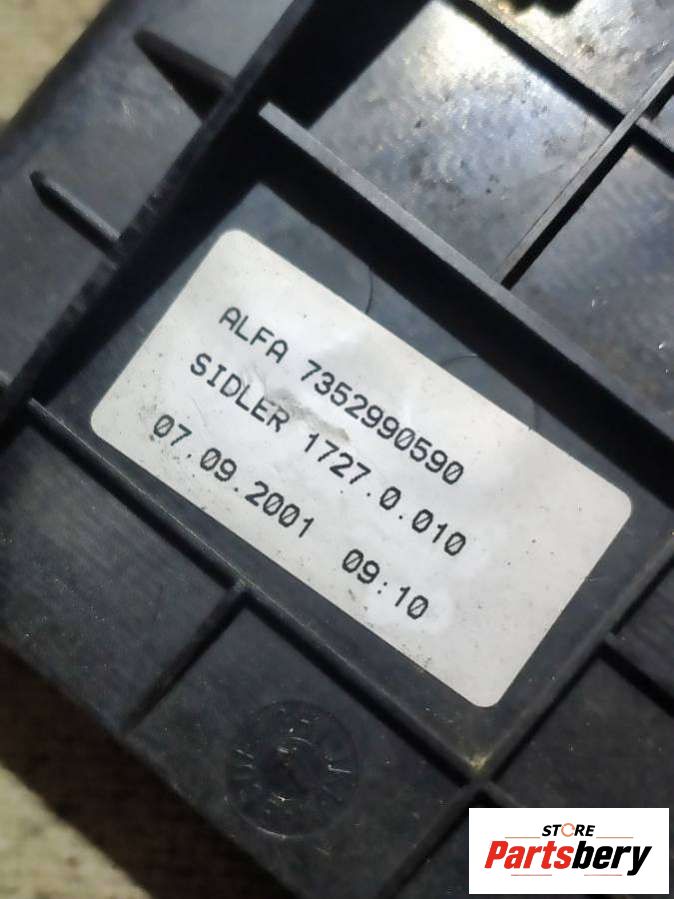 ALFA 7352990590
SIDLER 1727.0.010
07.09.2001 09:10
STORE
Partsbery